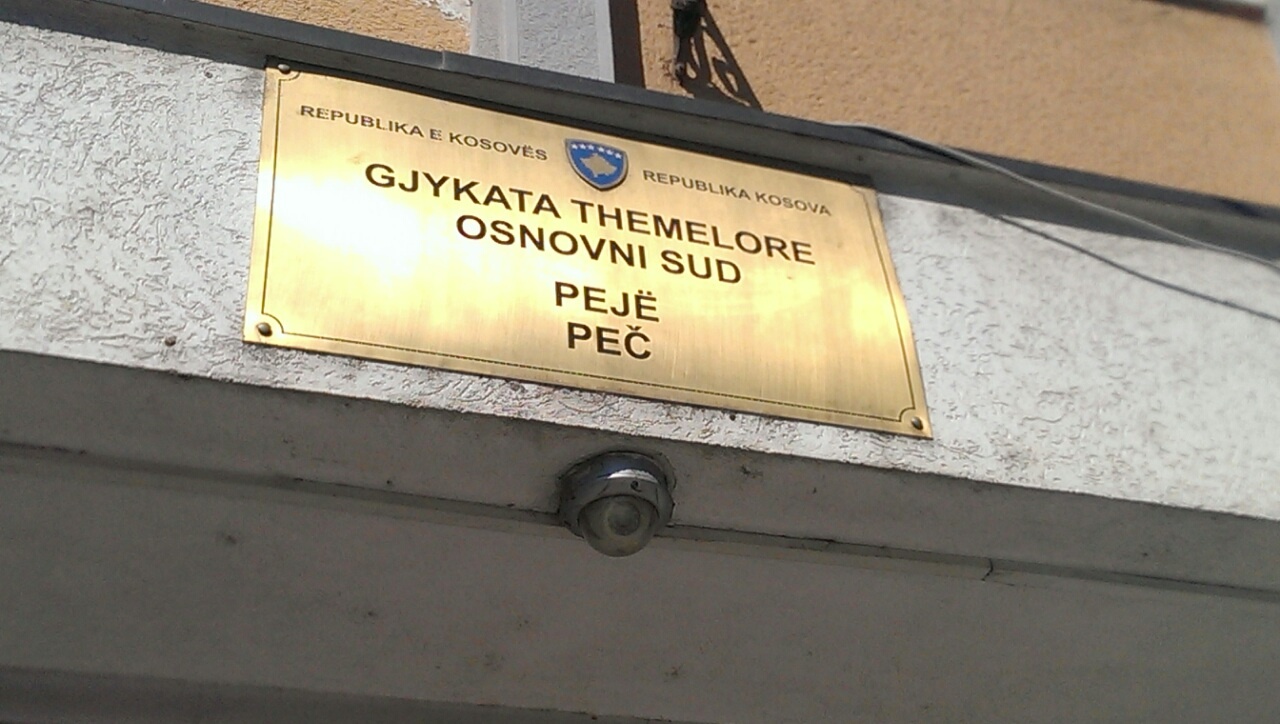 REPUBLIKA E KOSOVËS
REPUBLIKA KOSOVA
GJYKATA THEMELORE
OSNOVNI SUD
PEJË
PEČ